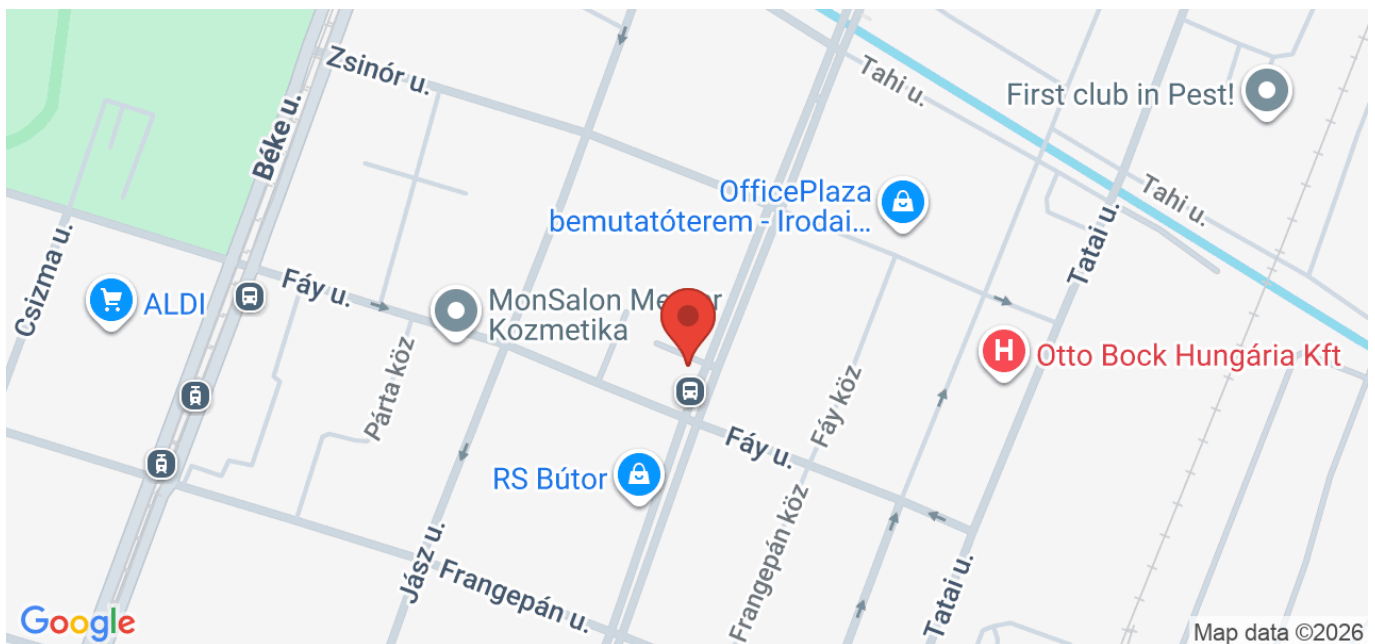 Zsinór u.
Tahi u.
First club in Pest!
Béke u.
OfficePlaza
bemutatóterem - Irodai...
Tahi u.
Csizma u.
Tatai u.
ALDI
Fáy u.
MonSalon
Kozmetika
Otto Bock Hungária Kft
H
Párta köz
Fáy köz
Fáy u.
RS Bútor
Jász u.
Frangepán u.
Frangepán köz
Tatai u.
Google
Map data ©2026